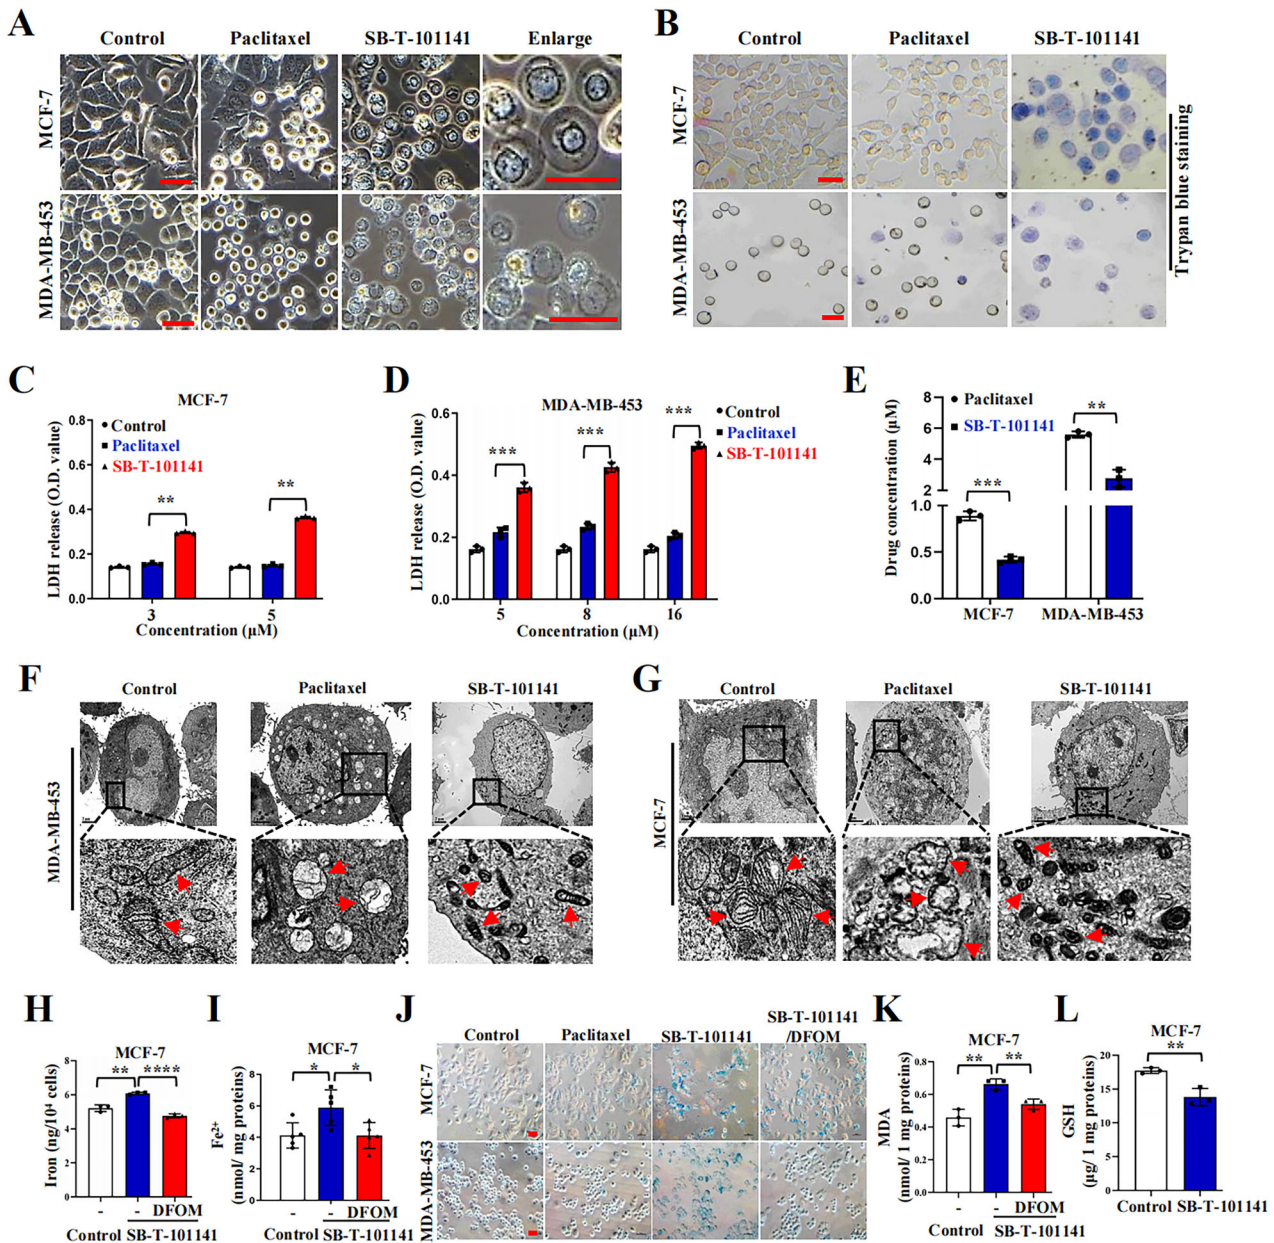 A
Control Paclitaxel SB-T-101141 Enlarge
MCF-7
MDA-MB-453
B
Control Paclitaxel SB-T-101141
MCF-7
MDA-MB-453
Trypan blue staining
C
MCF-7
LDH release (O.D. value)
0.8
0.6
0.4
0.2
0.0
Control
Paclitaxel
SB-T-101141
** **
3 5
Concentration (μM)
D
MDA-MB-453
LDH release (O.D. value)
0.6
0.4
0.2
0.0
Control
Paclitaxel
SB-T-101141
*** *** ***
5 8 16
Concentration (μM)
E
Drug concentration (μM)
8
6
4
2
1.0
0.5
0.0
Paclitaxel
SB-T-101141
*** **
MCF-7 MDA-MB-453
F
Control Paclitaxel SB-T-101141
MDA-MB-453
G
Control Paclitaxel SB-T-101141
MCF-7
H
MCF-7
Iron (ng/10⁴ cells)
8
6
4
2
0
** ****
- - DFOM
Control SB-T-101141
I
MCF-7
Fe²⁺
(nmol/ mg proteins)
8
6
4
2
0
* *
- - DFOM
Control SB-T-101141
J
Control Paclitaxel SB-T-101141 SB-T-101141
/DFOM
MCF-7
MDA-MB-453
K
MCF-7
MDA
(nmol/ 1 mg proteins)
0.8
0.6
0.4
0.2
0.0
** **
- - DFOM
Control SB-T-101141
L
MCF-7
GSH
(μg/ 1 mg proteins)
20
15
10
5
0
**
Control SB-T-101141